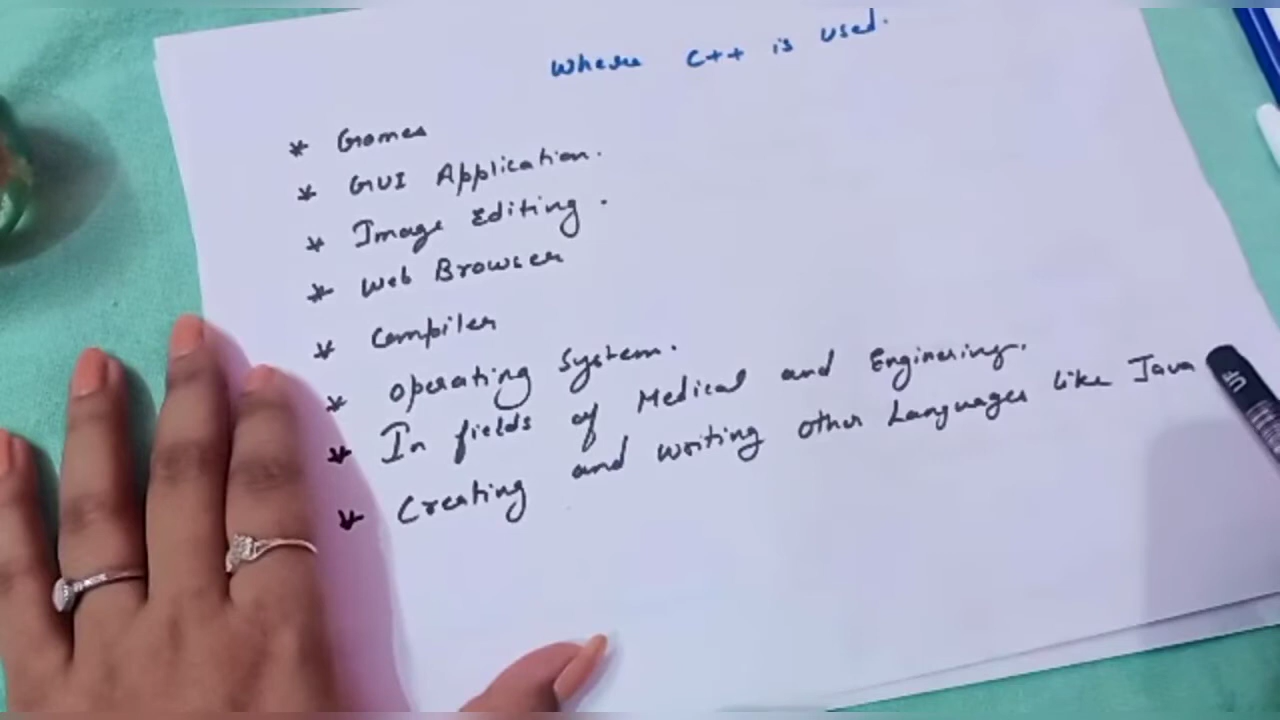 Where C++ is used.
* Games
* GUI Application.
* Image Editing.
* Web Browser
* Compiler
* Operating System.
* In fields of Medical and Enginering.
* Creating and writing other Languages like Java